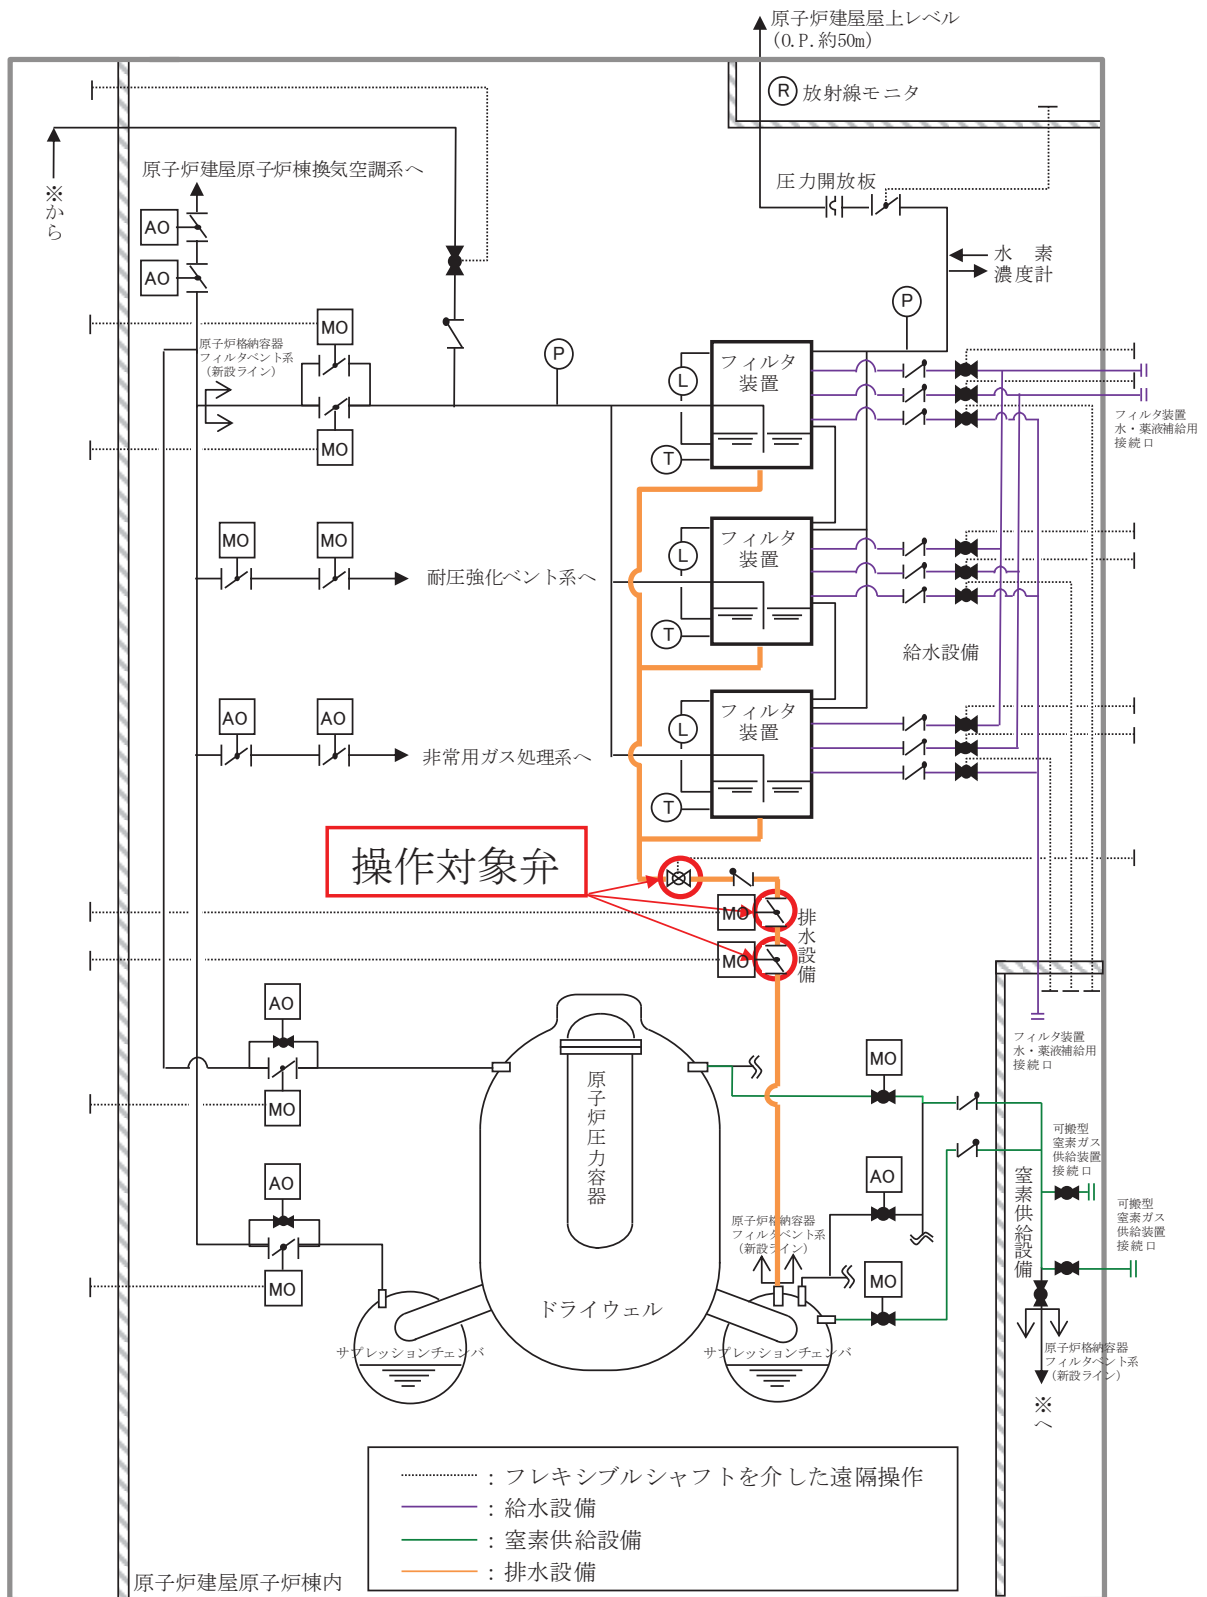 原子炉建屋屋上レベル
(O.P.約50m)
R 放射線モニタ
圧力開放板
原子炉建屋原子炉棟換気空調系へ
※から
AO
AO
水　素
濃度計
MO
P
P
原子炉格納容器
フィルタベント系
(新設ライン)
MO
L
T
フィルタ
装置
フィルタ装置
水・薬液補給用
接続口
MO
MO
耐圧強化ベント系へ
L
T
フィルタ
装置
給水設備
AO
AO
非常用ガス処理系へ
L
T
フィルタ
装置
操作対象弁
MO
MO
排水設備
AO
MO
原子炉圧力容器
フィルタ装置
水・薬液補給用
接続口
MO
可搬型
窒素ガス
供給装置
接続口
AO
MO
AO
窒素供給設備
可搬型
窒素ガス
供給装置
接続口
原子炉格納容器
フィルタベント系
(新設ライン)
MO
ドライウェル
サプレッションチェンバ
サプレッションチェンバ
原子炉格納容器
フィルタベント系
(新設ライン)
※へ
：フレキシブルシャフトを介した遠隔操作
：給水設備
：窒素供給設備
：排水設備
原子炉建屋原子炉棟内